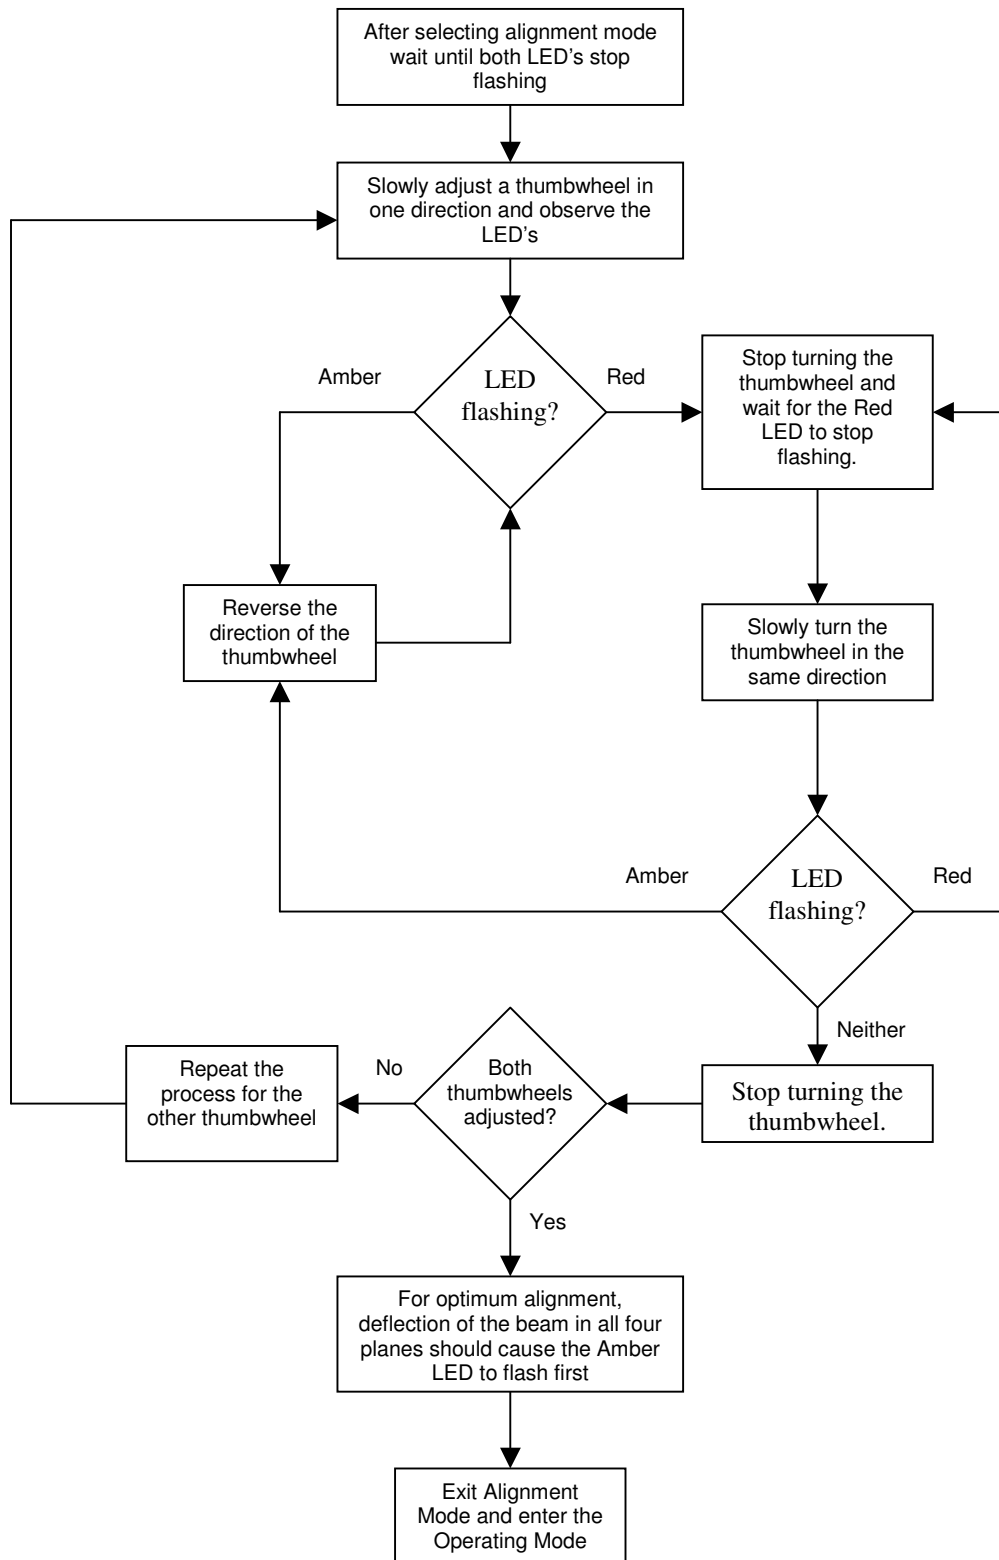 After selecting alignment mode
wait until both LED's stop
flashing
Slowly adjust a thumbwheel in
one direction and observe the
LED's
Amber
LED
flashing?
Red
Stop turning the
thumbwheel and
wait for the Red
LED to stop
flashing.
Reverse the
direction of the
thumbwheel
Slowly turn the
thumbwheel in the
same direction
Amber
LED
flashing?
Red
Neither
Stop turning the
thumbwheel.
Both
thumbwheels
adjusted?
No
Repeat the
process for the
other thumbwheel
Yes
For optimum alignment,
deflection of the beam in all four
planes should cause the Amber
LED to flash first
Exit Alignment
Mode and enter the
Operating Mode